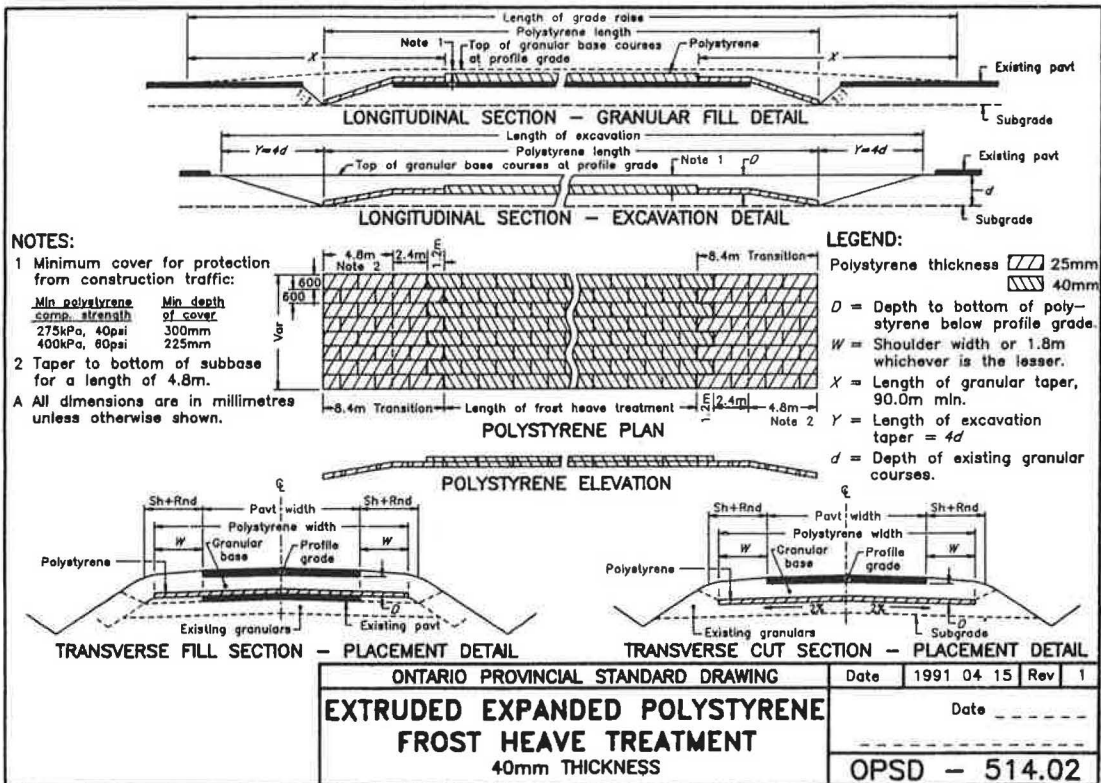 Length of grade raise
Polystyrene length
Note 1
Top of granular base courses
at profile grade
Polystyrene
X
X
Existing pavt
1:1
1:1
Subgrade
LONGITUDINAL SECTION – GRANULAR FILL DETAIL
Length of excavation
Y=4d
Polystyrene length
Y=4d
Top of granular base courses at profile grade
Note 1
D
Existing pavt
d
Subgrade
LONGITUDINAL SECTION – EXCAVATION DETAIL
NOTES:
1 Minimum cover for protection
from construction traffic:
Min polystyrene Min depth
comp. strength of cover
275kPa, 40psi 300mm
400kPa, 60psi 225mm
2 Taper to bottom of subbase
for a length of 4.8m.
A All dimensions are in millimetres
unless otherwise shown.
4.8m 2.4m 1.2m
Note 2
8.4m Transition
600
600
Var
8.4m Transition
Length of frost heave treatment
1.2m 2.4m 4.8m
Note 2
POLYSTYRENE PLAN
LEGEND:
Polystyrene thickness 25mm
40mm
D = Depth to bottom of poly-
styrene below profile grade.
W = Shoulder width or 1.8m
whichever is the lesser.
X = Length of granular taper,
90.0m min.
Y = Length of excavation
taper = 4d
d = Depth of existing granular
courses.
POLYSTYRENE ELEVATION
℄
Sh+Rnd Pavt width Sh+Rnd
Polystyrene width
W Granular base Profile grade W
Polystyrene
D
Existing granulars Existing pavt
TRANSVERSE FILL SECTION – PLACEMENT DETAIL
℄
Sh+Rnd Pavt width Sh+Rnd
Polystyrene width
W Granular base Profile grade W
Polystyrene
2% 2%
D
Existing granulars Subgrade
TRANSVERSE CUT SECTION – PLACEMENT DETAIL
ONTARIO PROVINCIAL STANDARD DRAWING
Date 1991 04 15 Rev 1
EXTRUDED EXPANDED POLYSTYRENE
FROST HEAVE TREATMENT
40mm THICKNESS
Date
OPSD – 514.02